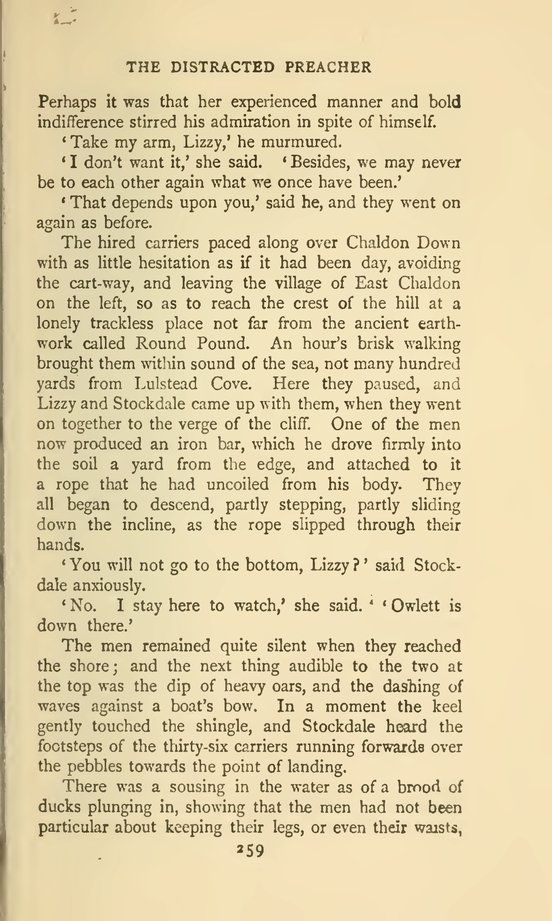 THE DISTRACTED PREACHER
Perhaps it was that her experienced manner and bold
indifference stirred his admiration in spite of himself.
‘Take my arm, Lizzy,’ he murmured.
‘I don’t want it,’ she said. ‘Besides, we may never
be to each other again what we once have been.’
‘That depends upon you,’ said he, and they went on
again as before.
The hired carriers paced along over Chaldon Down
with as little hesitation as if it had been day, avoiding
the cart-way, and leaving the village of East Chaldon
on the left, so as to reach the crest of the hill at a
lonely trackless place not far from the ancient earth-
work called Round Pound. An hour’s brisk walking
brought them within sound of the sea, not many hundred
yards from Lulstead Cove. Here they paused, and
Lizzy and Stockdale came up with them, when they went
on together to the verge of the cliff. One of the men
now produced an iron bar, which he drove firmly into
the soil a yard from the edge, and attached to it
a rope that he had uncoiled from his body. They
all began to descend, partly stepping, partly sliding
down the incline, as the rope slipped through their
hands.
‘You will not go to the bottom, Lizzy?’ said Stock-
dale anxiously.
‘No. I stay here to watch,’ she said. ‘ ‘Owlett is
down there.’
The men remained quite silent when they reached
the shore; and the next thing audible to the two at
the top was the dip of heavy oars, and the dashing of
waves against a boat’s bow. In a moment the keel
gently touched the shingle, and Stockdale heard the
footsteps of the thirty-six carriers running forwards over
the pebbles towards the point of landing.
There was a sousing in the water as of a brood of
ducks plunging in, showing that the men had not been
particular about keeping their legs, or even their waists,
259